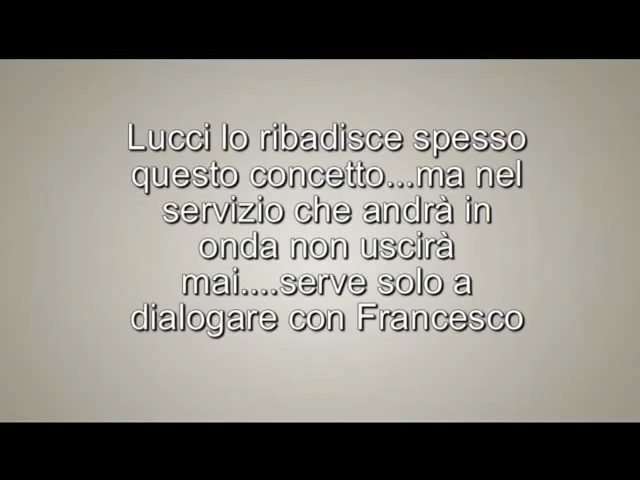 Lucci lo ribadisce spesso
questo concetto...ma nel
servizio che andrà in
onda non uscirà
mai....serve solo a
dialogare con Francesco